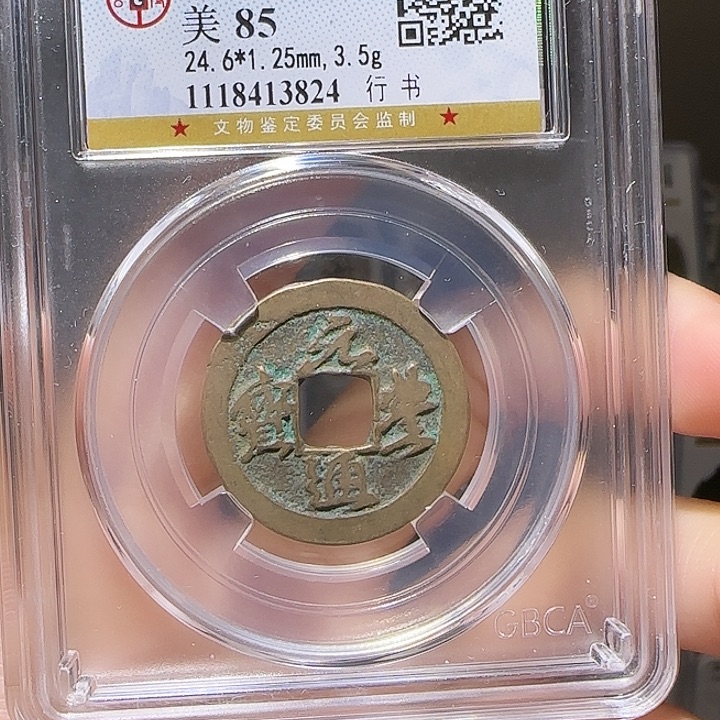 美 85
24.6*1.25mm, 3.5g
1118413824 行书
★ 文物鉴定委员会监制 ★
元豐通寶
GBCA®